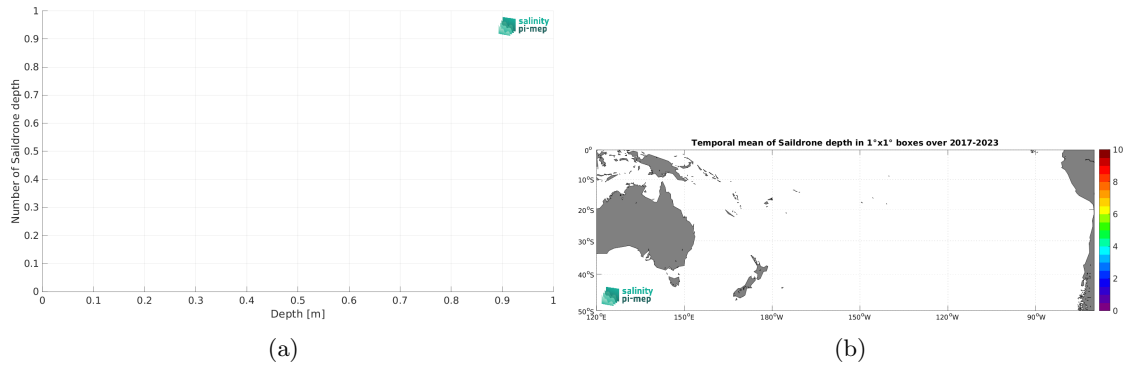 1
0.9
0.8
0.7
0.6
0.5
0.4
0.3
0.2
0.1
0
Number of Saildrone depth
0 0.1 0.2 0.3 0.4 0.5 0.6 0.7 0.8 0.9 1
Depth [m]
salinity
pi-mep
(a)
Temporal mean of Saildrone depth in 1°x1° boxes over 2017-2023
0°
10°S
20°S
30°S
40°S
50°S
120°E 150°E 180°W 150°W 120°W 90°W
salinity
pi-mep
10
8
6
4
2
0
(b)